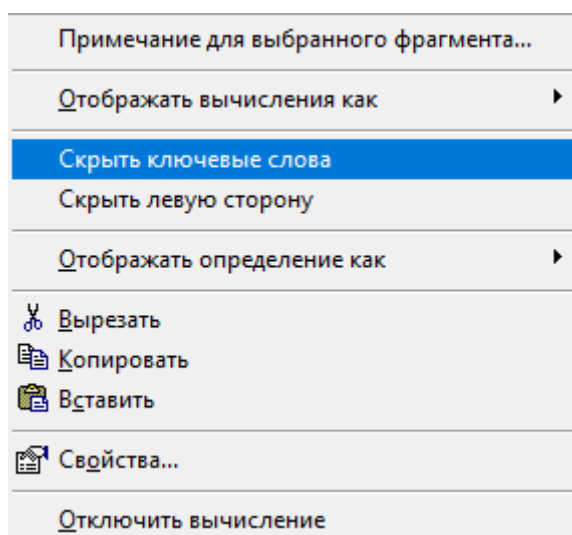 Примечание для выбранного фрагмента...
Отображать вычисления как
Скрыть ключевые слова
Скрыть левую сторону
Отображать определение как
Вырезать
Копировать
Вставить
Свойства...
Отключить вычисление